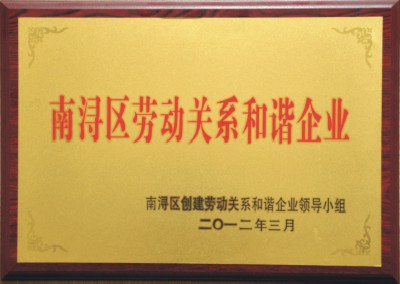 南浔区劳动关系和谐企业
南浔区创建劳动关系和谐企业领导小组
二〇一二年三月